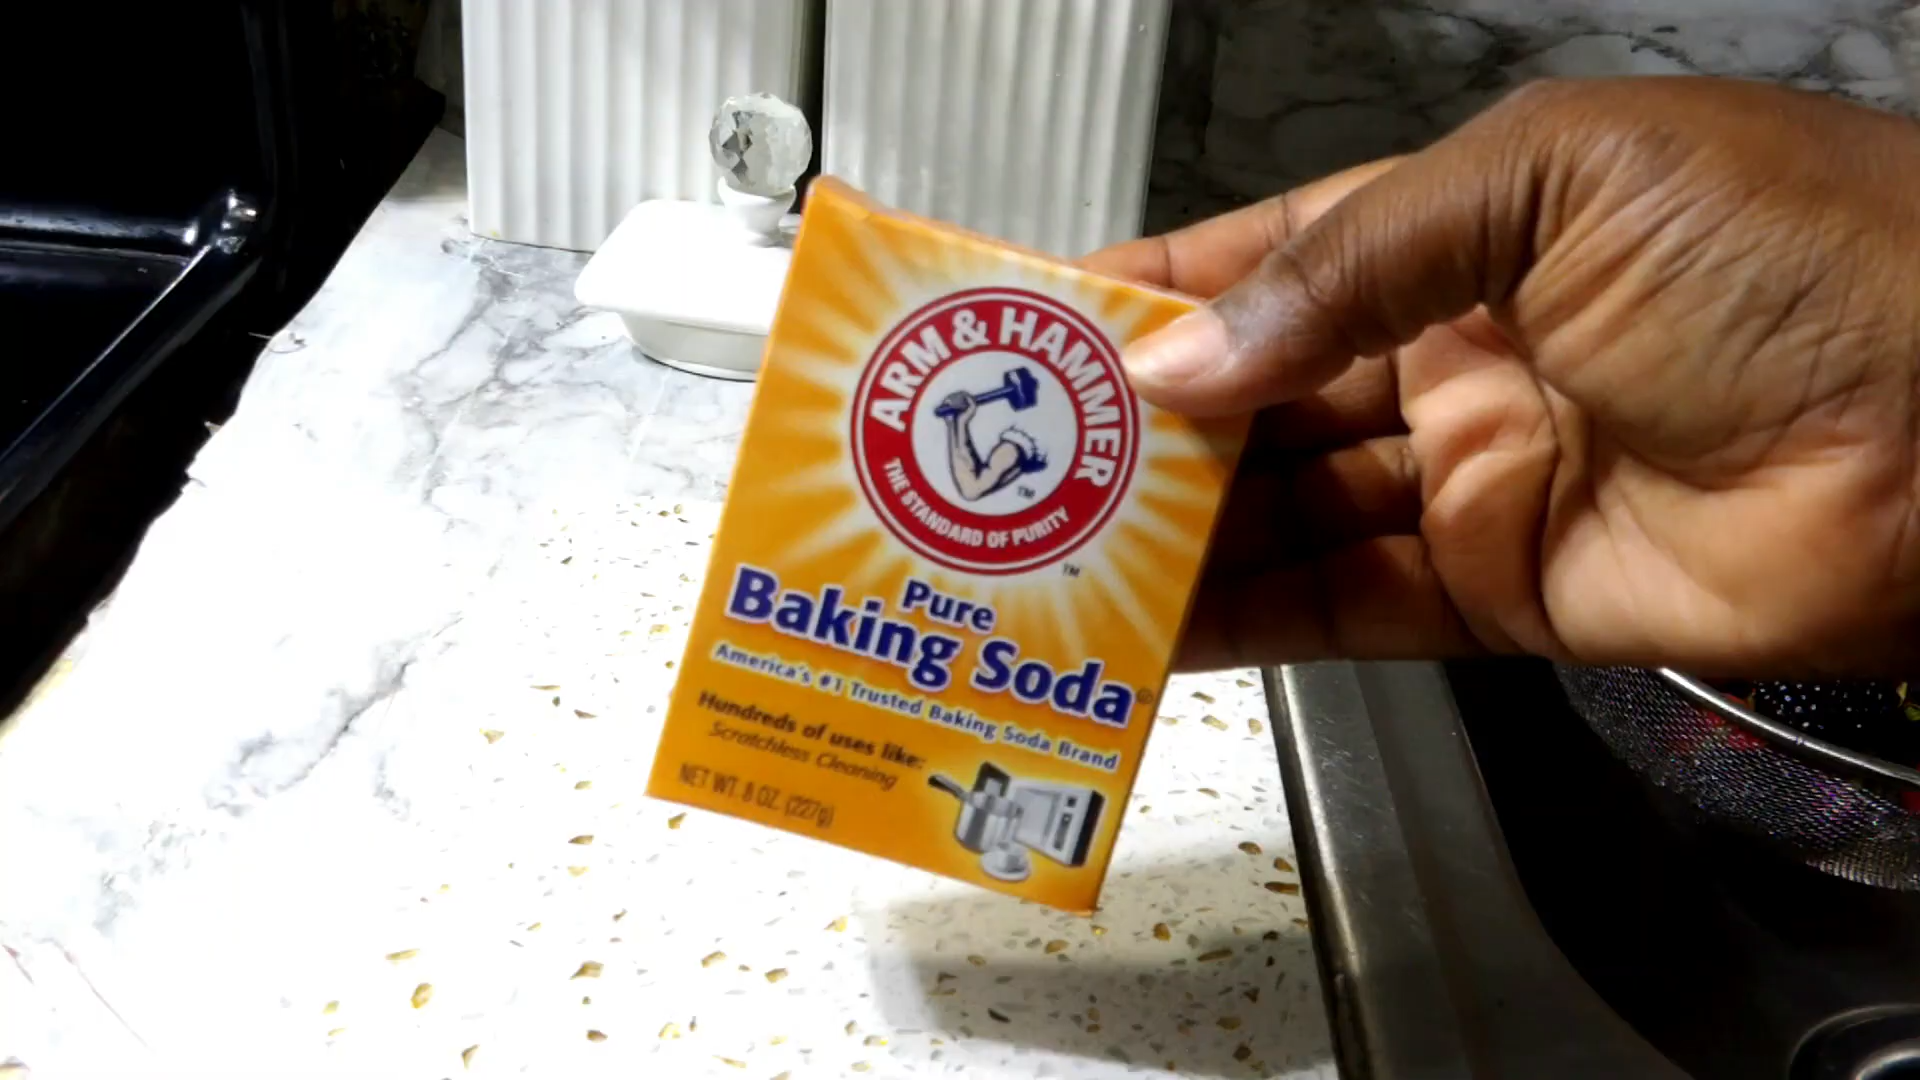 ARM & HAMMER
THE STANDARD OF PURITY
TM
TM
Pure
Baking Soda®
America's #1 Trusted Baking Soda Brand
Hundreds of uses like:
Scratchless Cleaning
NET WT. 8 OZ. (227g)